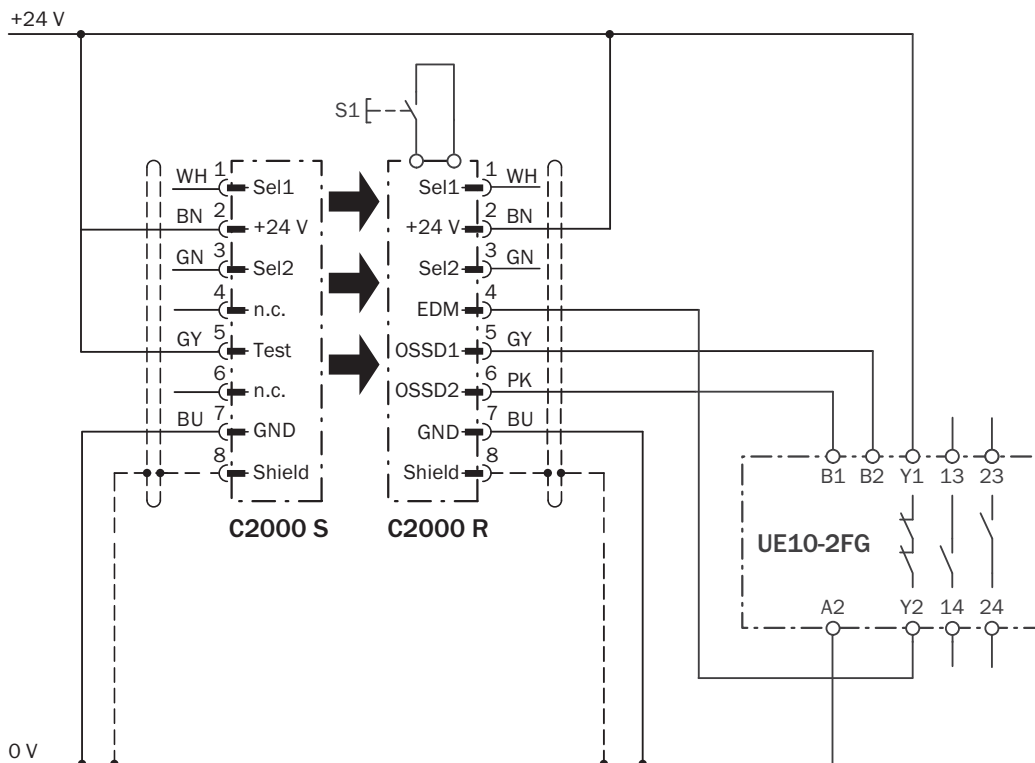 +24 V
S1
WH 1 Sel1
BN 2 +24 V
GN 3 Sel2
4 n.c.
GY 5 Test
6 n.c.
BU 7 GND
8 Shield
C2000 S
Sel1 1 WH
+24 V 2 BN
Sel2 3 GN
EDM 4
OSSD1 5 GY
OSSD2 6 PK
GND 7 BU
Shield 8
C2000 R
B1 B2 Y1 13 23
UE10-2FG
A2 Y2 14 24
0 V